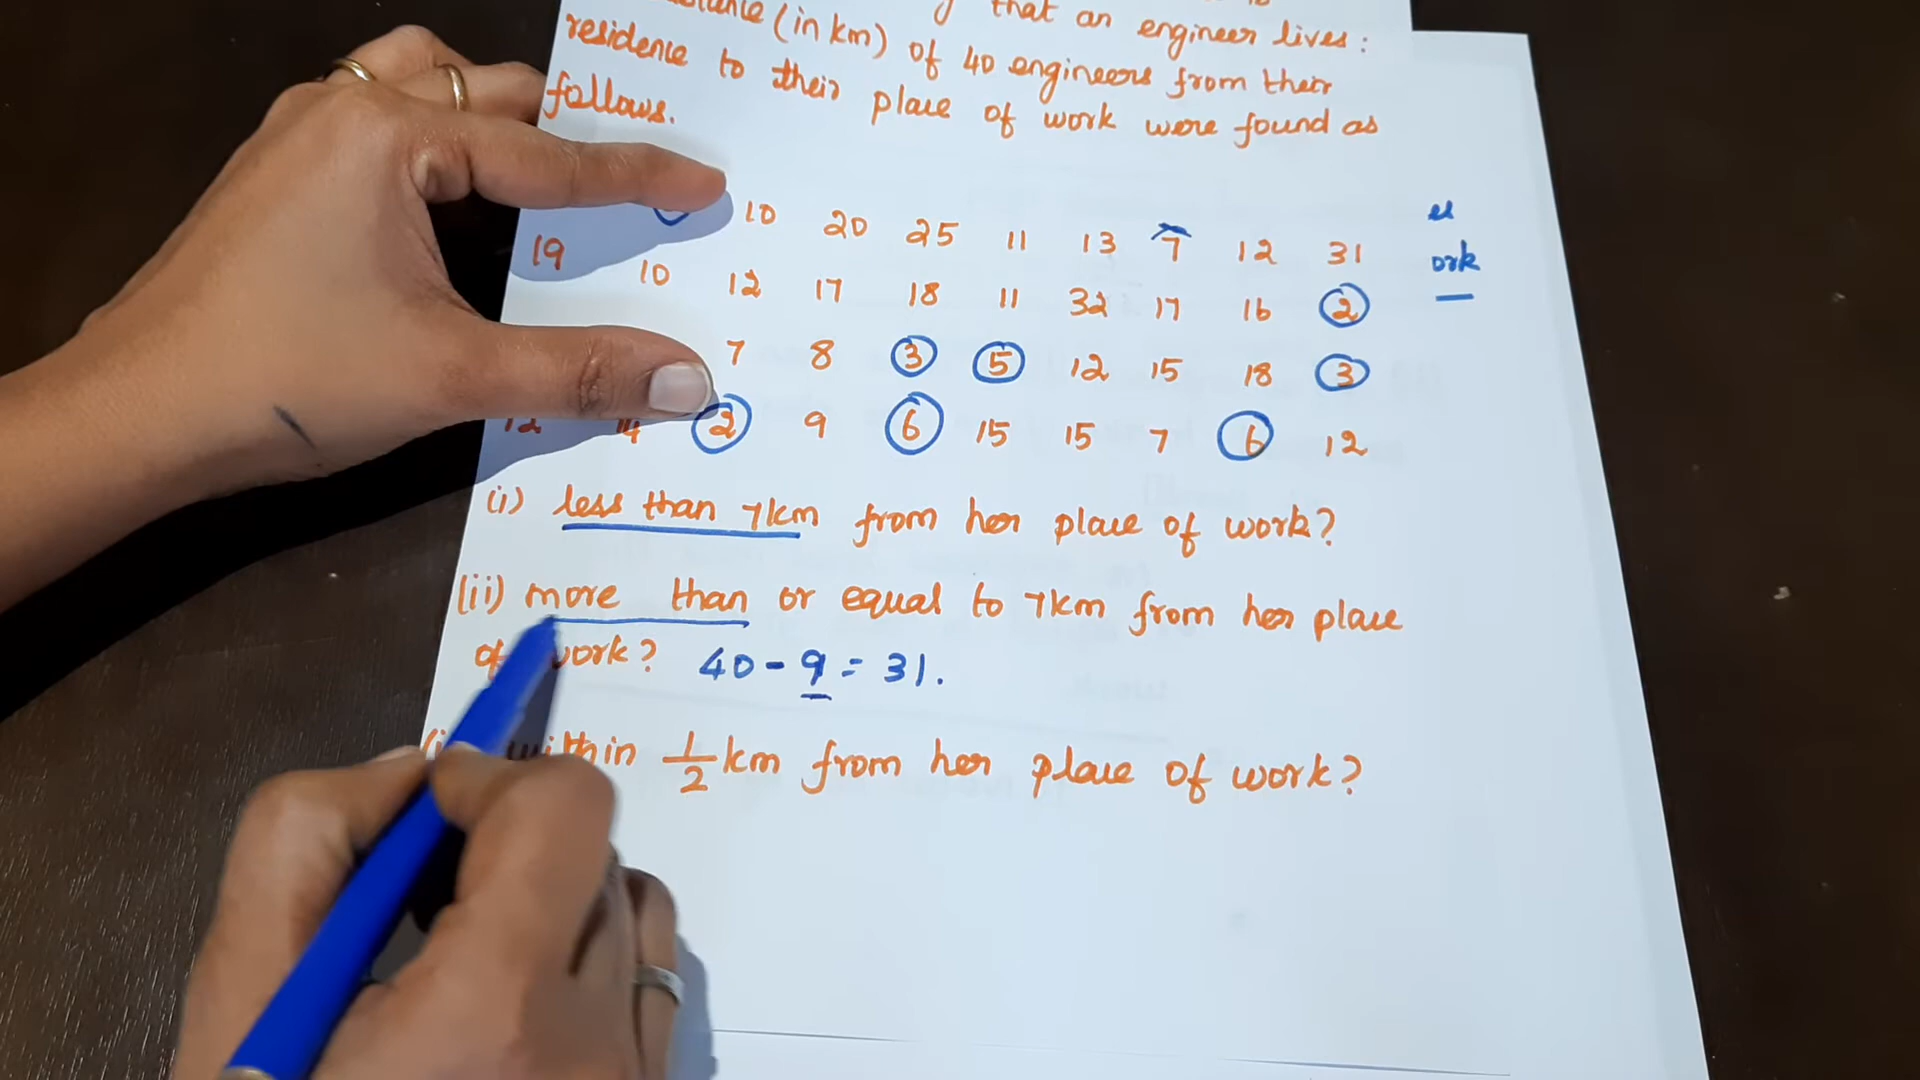 that an engineer lives:
(in km) of 40 engineers from their
residence to their place of work were found as
follows.
10 20 25 11 13 7 12 31
19 10 12 17 18 11 32 17 16 2
7 8 3 5 12 15 18 3
12 14 2 9 6 15 15 7 6 12
ork
(i) less than 7km from her place of work?
(ii) more than or equal to 7km from her place
of work? 40 - 9 = 31.
within 1/2 km from her place of work?